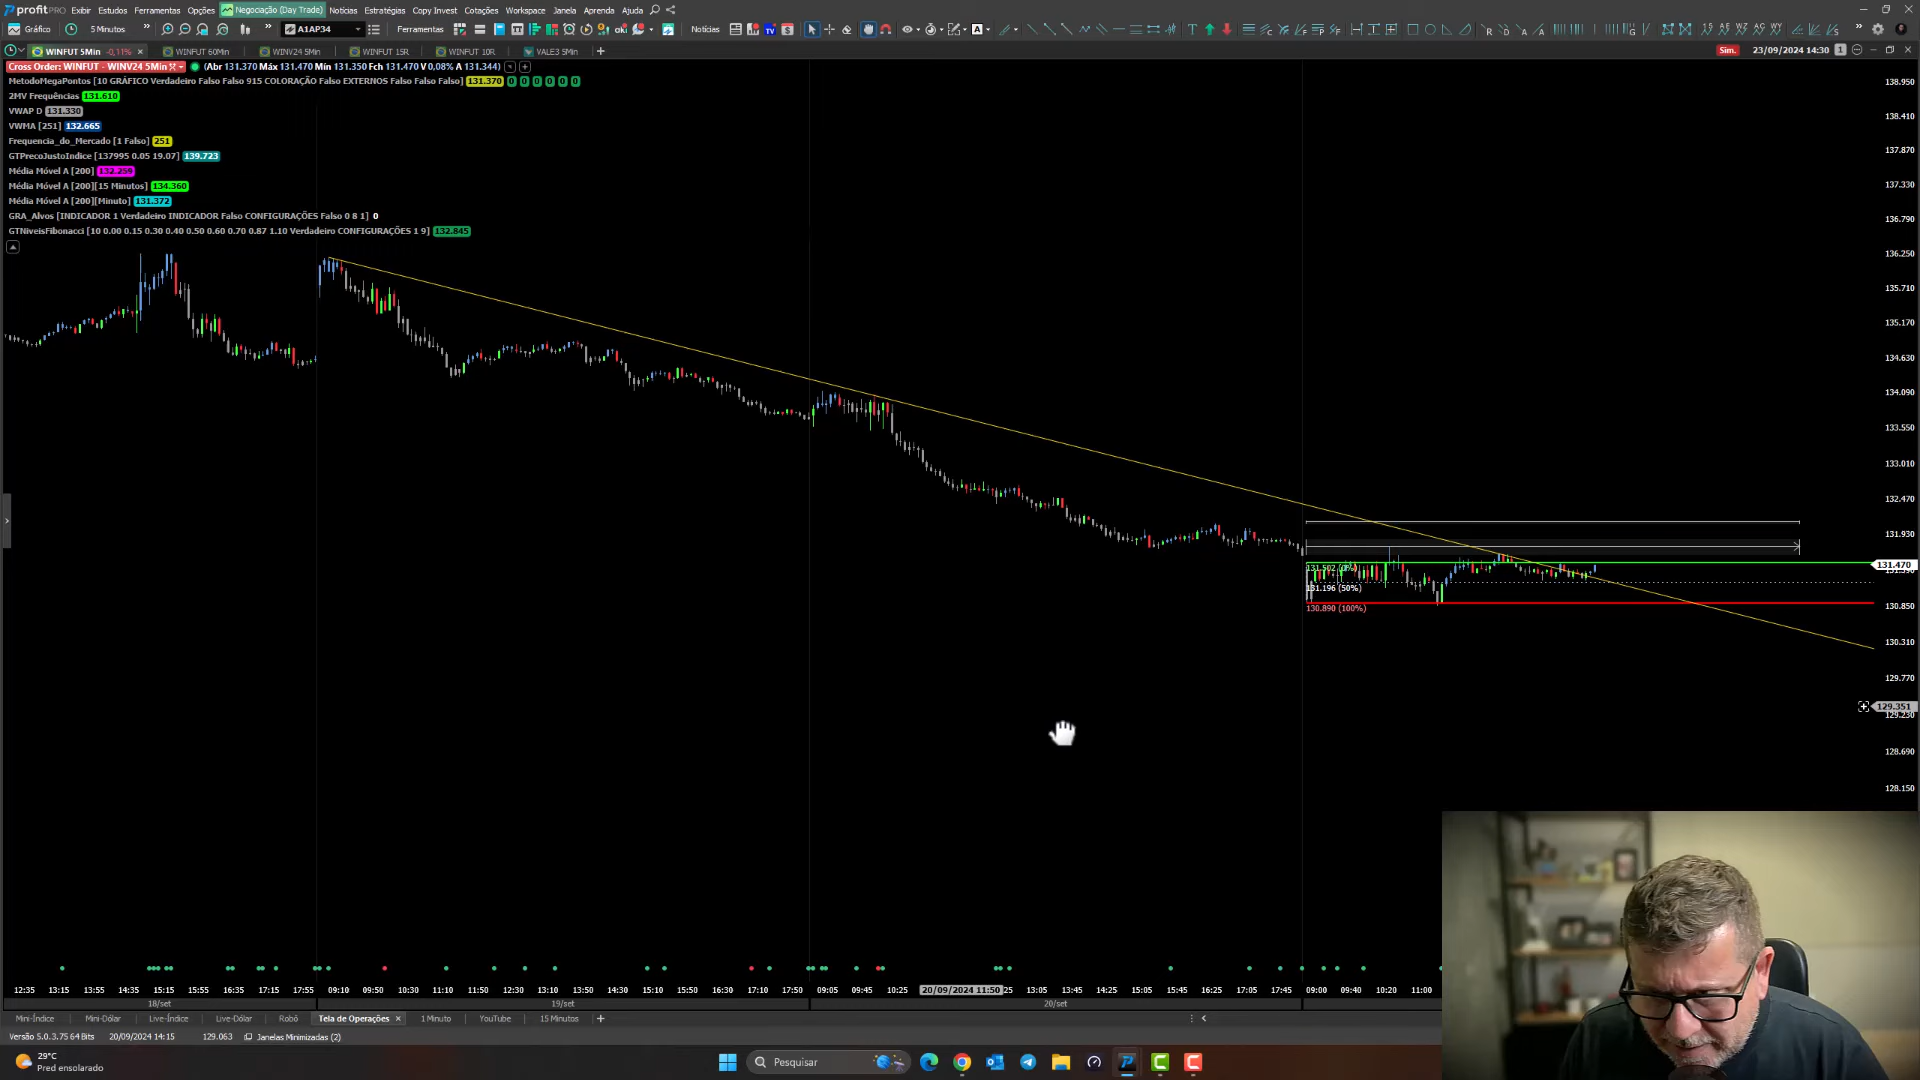 profitPRO Exibir Estudos Ferramentas Opções Negociação (Day Trade) Notícias Estratégias Copy Invest Cotações Workspace Janela Aprenda Ajuda
Gráfico 5 Minutos A1AP34 Ferramentas Notícias
WINFUT 5Min -0,11% WINFUT 60Min WINV24 5Min WINFUT 15R WINFUT 10R VALE3 5Min Sim. 23/09/2024 14:30 1
Cross Order: WINFUT - WINV24 5Min (Abr 131.370 Máx 131.470 Mín 131.350 Fch 131.470 V 0,08% A 131.344)
MetodoMegaPontos [10 GRÁFICO Verdadeiro Falso Falso 915 COLORAÇÃO Falso EXTERNOS Falso Falso Falso] 131.370 0 0 0 0 0 0
2MV Frequências 131.610
VWAP D 131.330
VWMA [251] 132.665
Frequencia_do_Mercado [1 Falso] 251
GTPrecoJustoIndice [137995 0.05 19.07] 139.723
Média Móvel A [200] 132.259
Média Móvel A [200][15 Minutos] 134.360
Média Móvel A [200][Minuto] 131.372
GRA_Alvos [INDICADOR 1 Verdadeiro INDICADOR Falso CONFIGURAÇÕES Falso 0 8 1] 0
GTNiveisFibonacci [10 0.00 0.15 0.30 0.40 0.50 0.60 0.70 0.87 1.10 Verdadeiro CONFIGURAÇÕES 1 9] 132.845
138.950
138.410
137.870
137.330
136.790
136.250
135.710
135.170
134.630
134.090
133.550
133.010
132.470
131.930
131.470
131.502 (0%)
131.196 (50%)
130.890 (100%)
130.850
130.310
129.770
129.351
129.230
128.690
128.150
12:35 13:15 13:55 14:35 15:15 15:55 16:35 17:15 17:55 09:10 09:50 10:30 11:10 11:50 12:30 13:10 13:50 14:30 15:10 15:50 16:30 17:10 17:50 09:05 09:45 10:25 20/09/2024 11:50 25 13:05 13:45 14:25 15:05 15:45 16:25 17:05 17:45 09:00 09:40 10:20 11:00
18/set 19/set 20/set
Mini-Índice Mini-Dólar Live-Índice Live-Dólar Robô Tela de Operações 1 Minuto YouTube 15 Minutos
Versão 5.0.3.75 64 Bits 20/09/2024 14:15 129.063 Janelas Minimizadas (2)
29°C
Pred ensolarado
Pesquisar